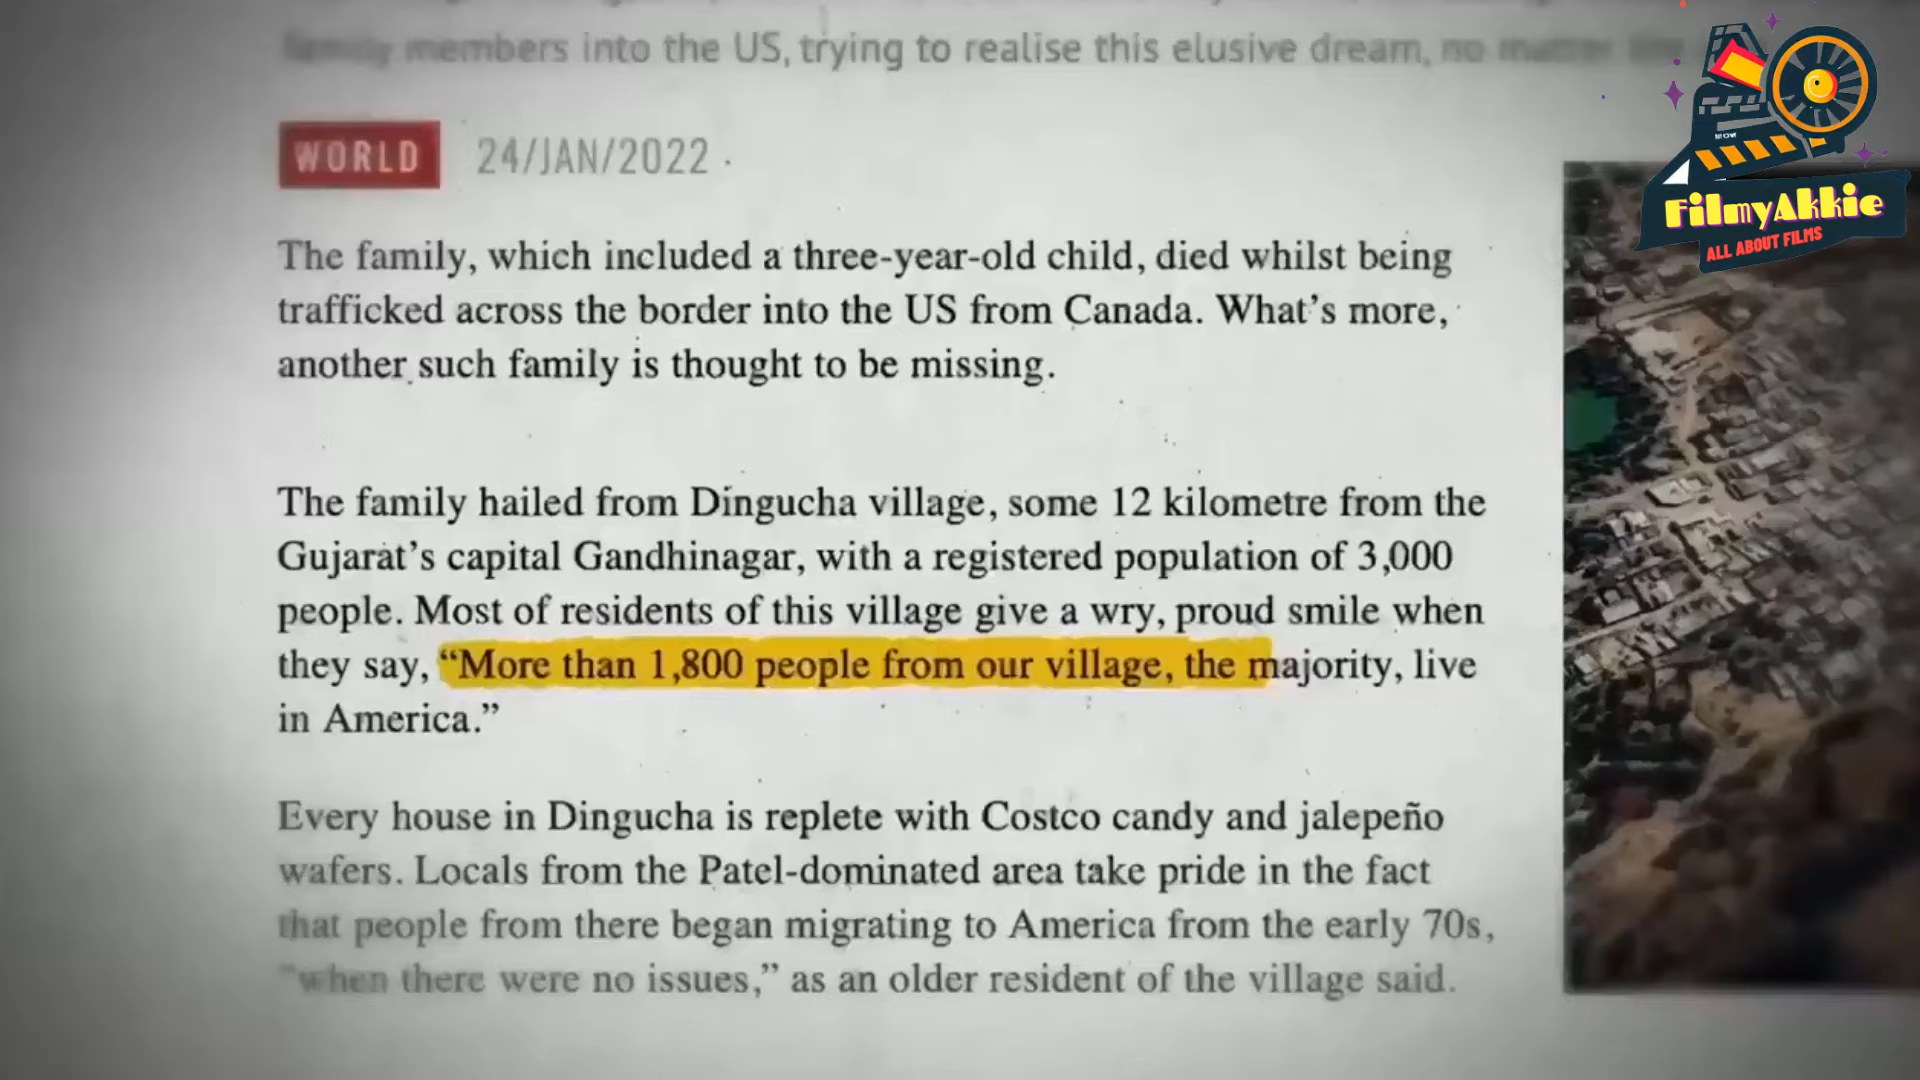 family members into the US, trying to realise this elusive dream, no matter
WORLD
24/JAN/2022
The family, which included a three-year-old child, died whilst being
trafficked across the border into the US from Canada. What's more,
another such family is thought to be missing.
The family hailed from Dingucha village, some 12 kilometre from the
Gujarat's capital Gandhinagar, with a registered population of 3,000
people. Most of residents of this village give a wry, proud smile when
they say, “More than 1,800 people from our village, the majority, live
in America.”
Every house in Dingucha is replete with Costco candy and jalepeño
wafers. Locals from the Patel-dominated area take pride in the fact
that people from there began migrating to America from the early 70s,
“when there were no issues,” as an older resident of the village said.
FilmyAkkie
ALL ABOUT FILMS